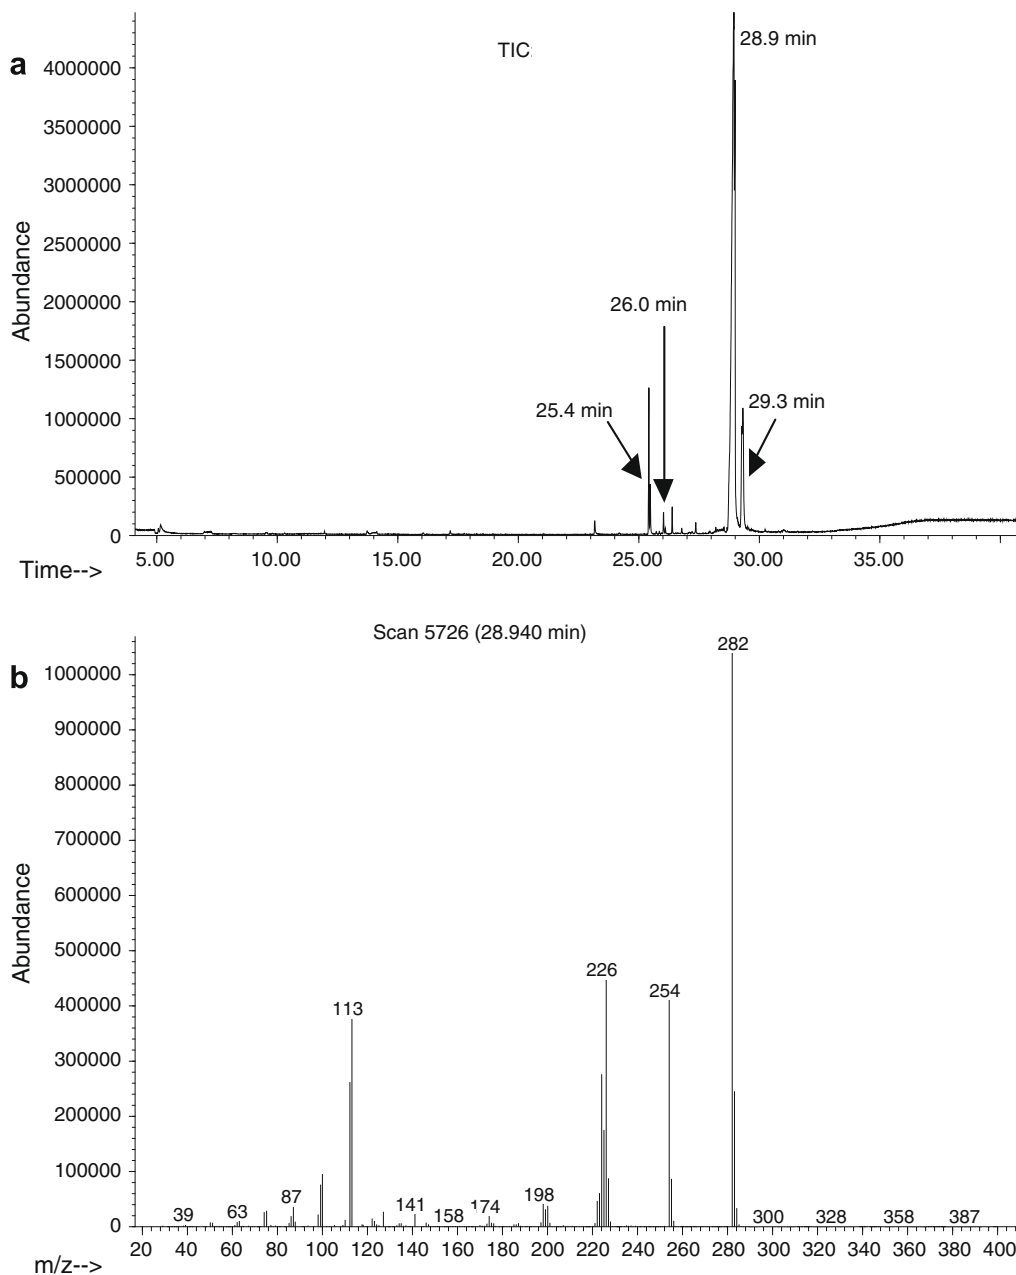 a
TIC:
28.9 min
4000000
3500000
3000000
2500000
2000000
1500000
1000000
500000
0
Abundance
26.0 min
25.4 min
29.3 min
5.00 10.00 15.00 20.00 25.00 30.00 35.00
Time-->
Scan 5726 (28.940 min)
b
282
1000000
900000
800000
700000
600000
500000
400000
300000
200000
100000
0
Abundance
226
254
113
87
198
39 63 141 158 174 300 328 358 387
20 40 60 80 100 120 140 160 180 200 220 240 260 280 300 320 340 360 380 400
m/z-->